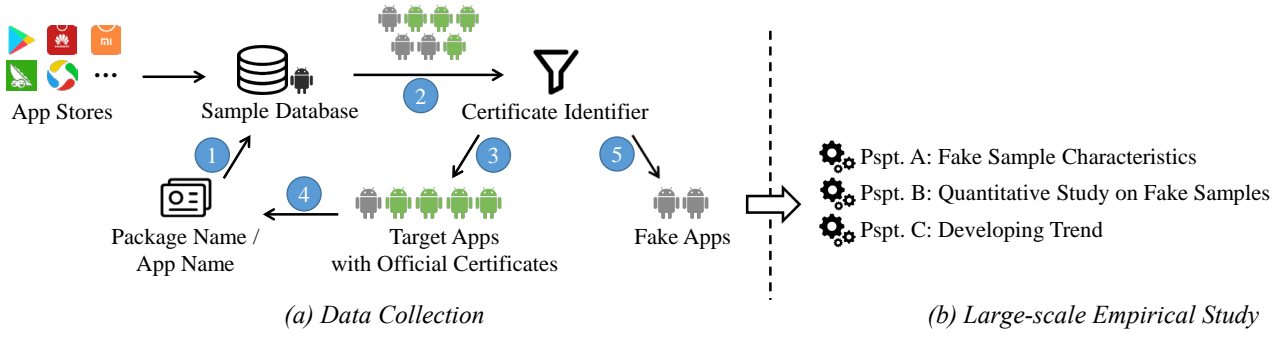 2
App Stores
Sample Database
Certificate Identifier
1
3
5
4
Package Name /
App Name
Target Apps
with Official Certificates
Fake Apps
(a) Data Collection
Pspt. A: Fake Sample Characteristics
Pspt. B: Quantitative Study on Fake Samples
Pspt. C: Developing Trend
(b) Large-scale Empirical Study